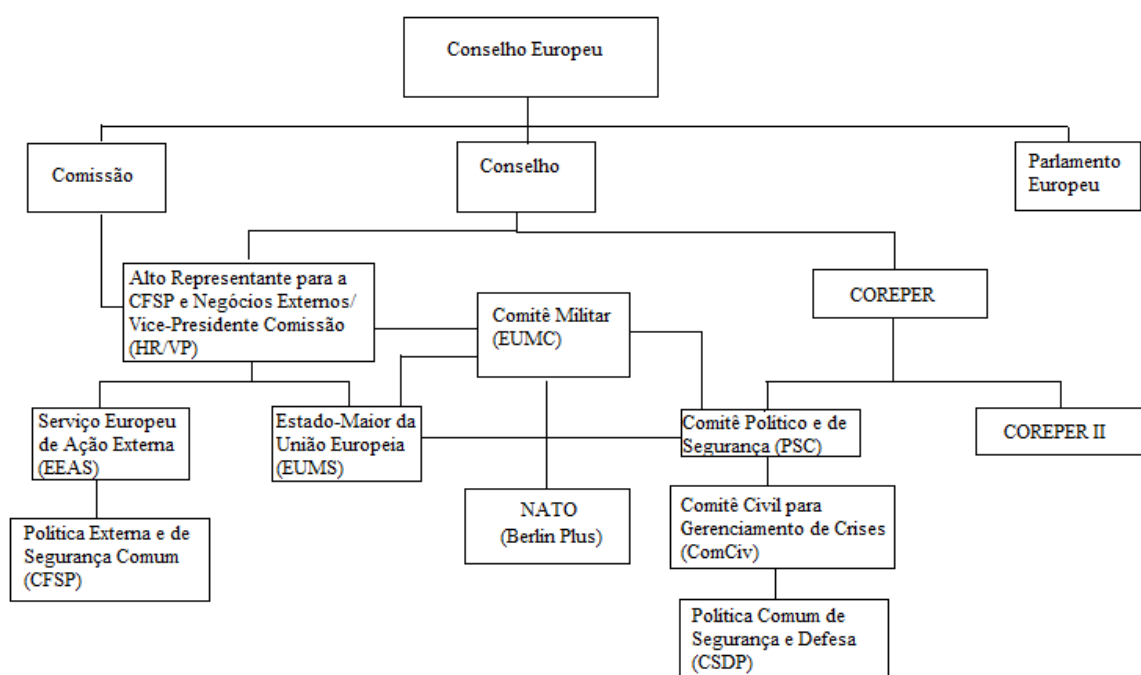 Conselho Europeu
Comissão
Conselho
Parlamento
Europeu
Alto Representante para a
CFSP e Negócios Externos/
Vice-Presidente Comissão
(HR/VP)
Comitê Militar
(EUMC)
COREPER
Serviço Europeu
de Ação Externa
(EEAS)
Estado-Maior da
União Europeia
(EUMS)
Comitê Político e de
Segurança (PSC)
COREPER II
Política Externa e de
Segurança Comum
(CFSP)
NATO
(Berlin Plus)
Comitê Civil para
Gerenciamento de Crises
(ComCiv)
Política Comum de
Segurança e Defesa
(CSDP)